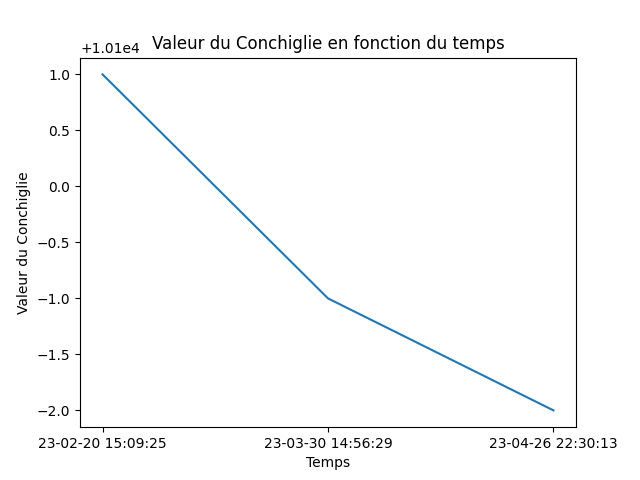 Valeur du Conchiglie en fonction du temps
+1.01e4
1.0
0.5
0.0
−0.5
−1.0
−1.5
−2.0
Valeur du Conchiglie
23-02-20 15:09:25 23-03-30 14:56:29 23-04-26 22:30:13
Temps